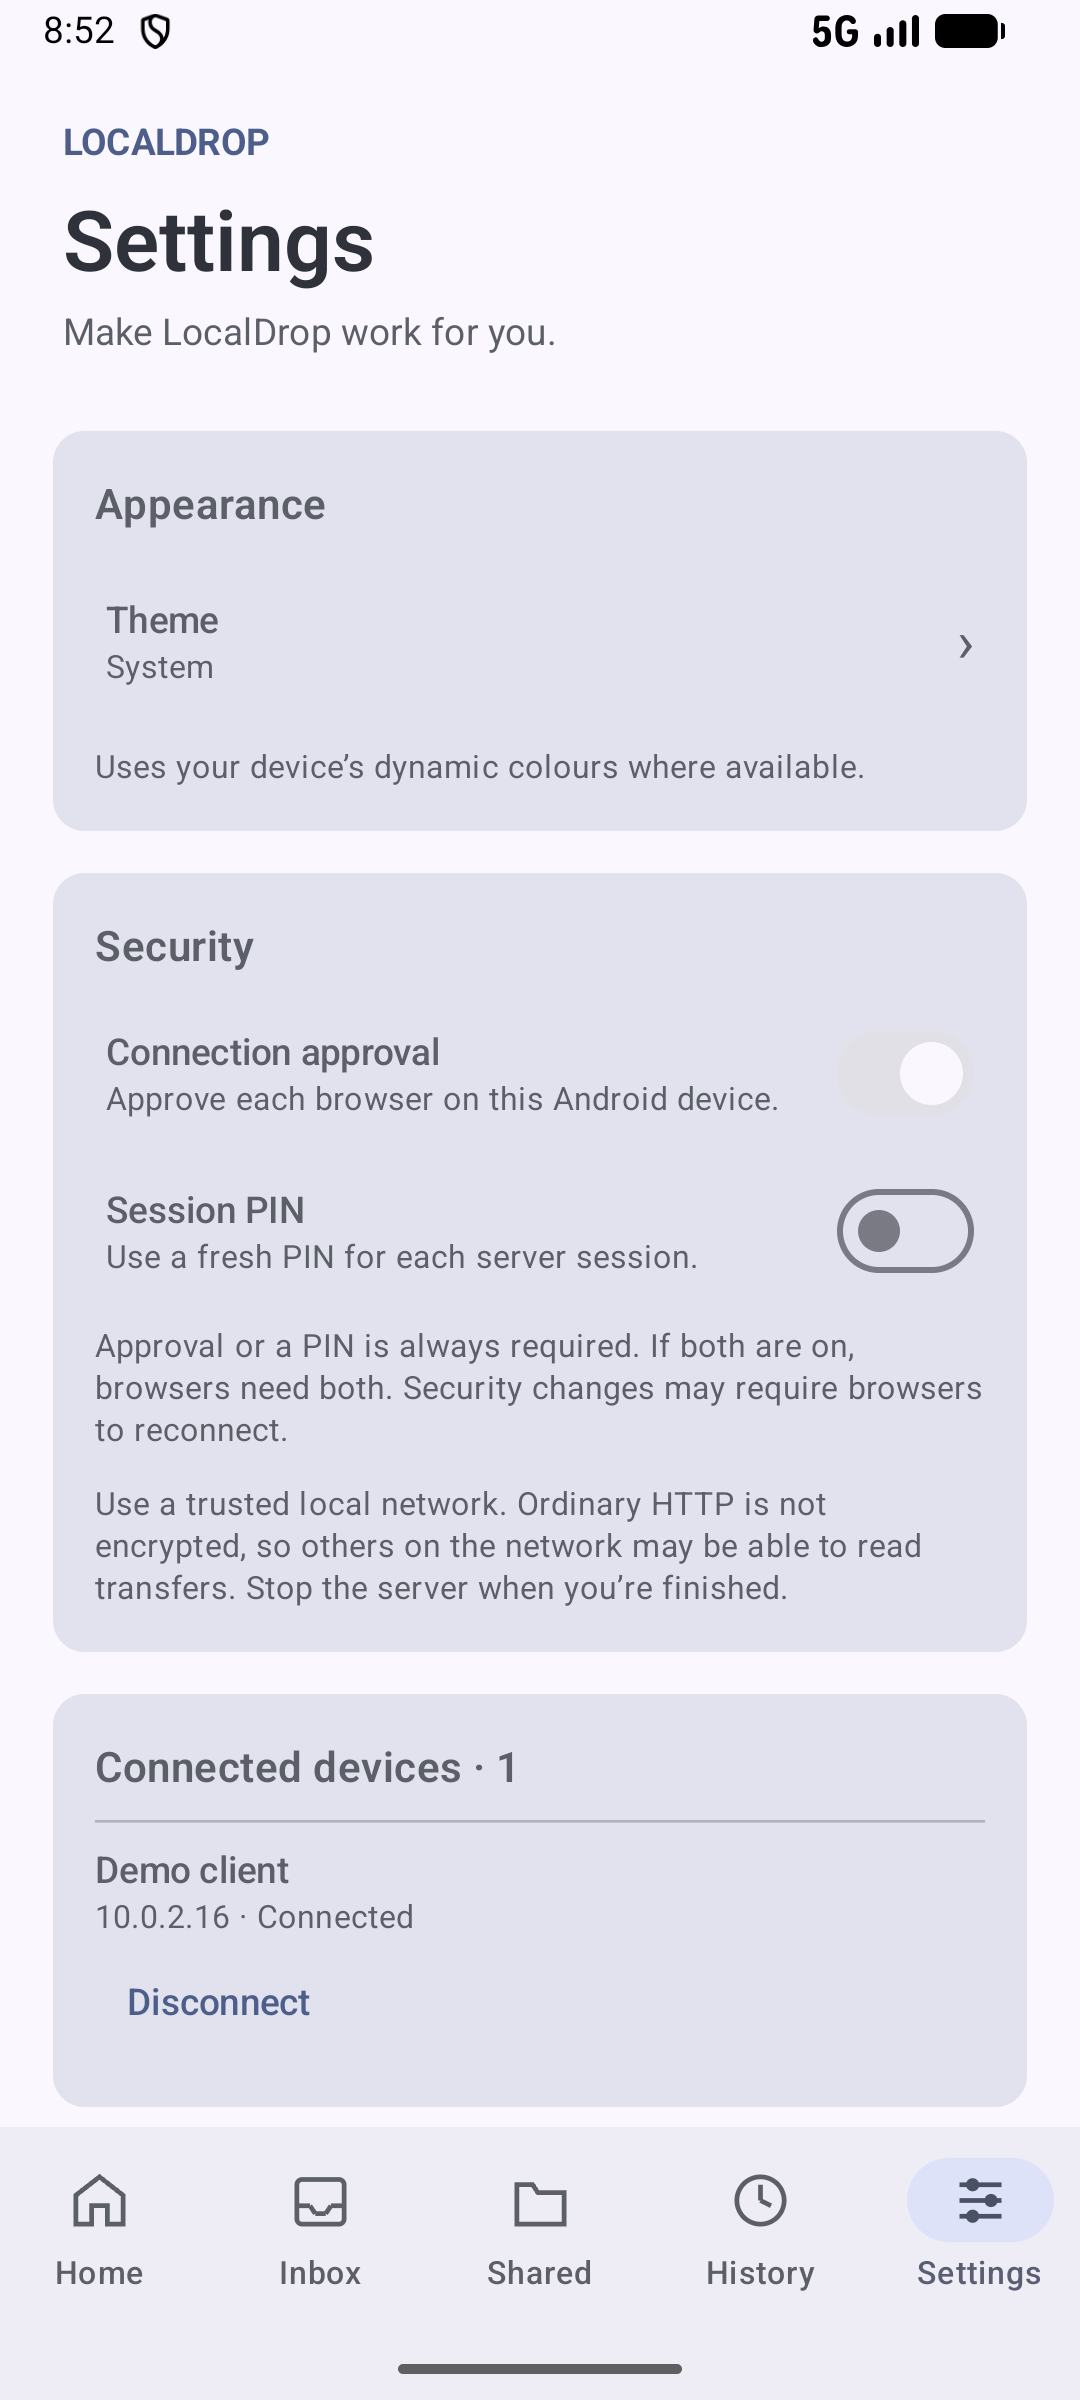 8:52
5G
LOCALDROP
Settings
Make LocalDrop work for you.
Appearance
Theme
System
›
Uses your device’s dynamic colours where available.
Security
Connection approval
Approve each browser on this Android device.
Session PIN
Use a fresh PIN for each server session.
Approval or a PIN is always required. If both are on,
browsers need both. Security changes may require browsers
to reconnect.
Use a trusted local network. Ordinary HTTP is not
encrypted, so others on the network may be able to read
transfers. Stop the server when you’re finished.
Connected devices · 1
Demo client
10.0.2.16 · Connected
Disconnect
Home
Inbox
Shared
History
Settings